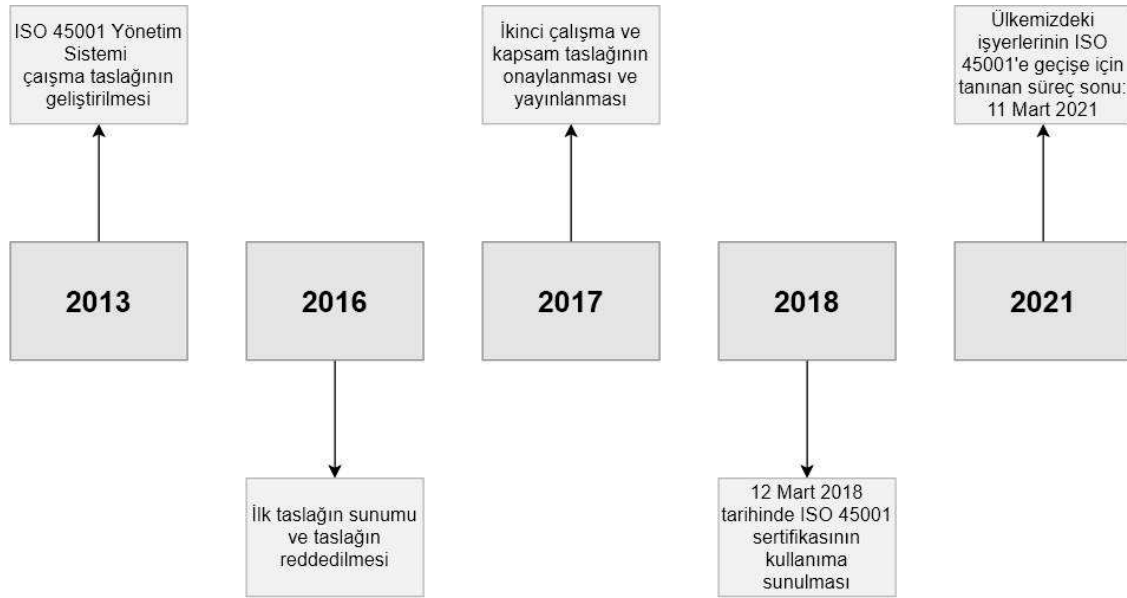 ISO 45001 Yönetim
Sistemi
çaışma taslağının
geliştirilmesi
İkinci çalışma ve
kapsam taslağının
onaylanması ve
yayınlanması
Ülkemizdeki
işyerlerinin ISO
45001'e geçişe için
tanınan süreç sonu:
11 Mart 2021
2013
2016
2017
2018
2021
İlk taslağın sunumu
ve taslağın
reddedilmesi
12 Mart 2018
tarihinde ISO 45001
sertifikasının
kullanıma
sunulması